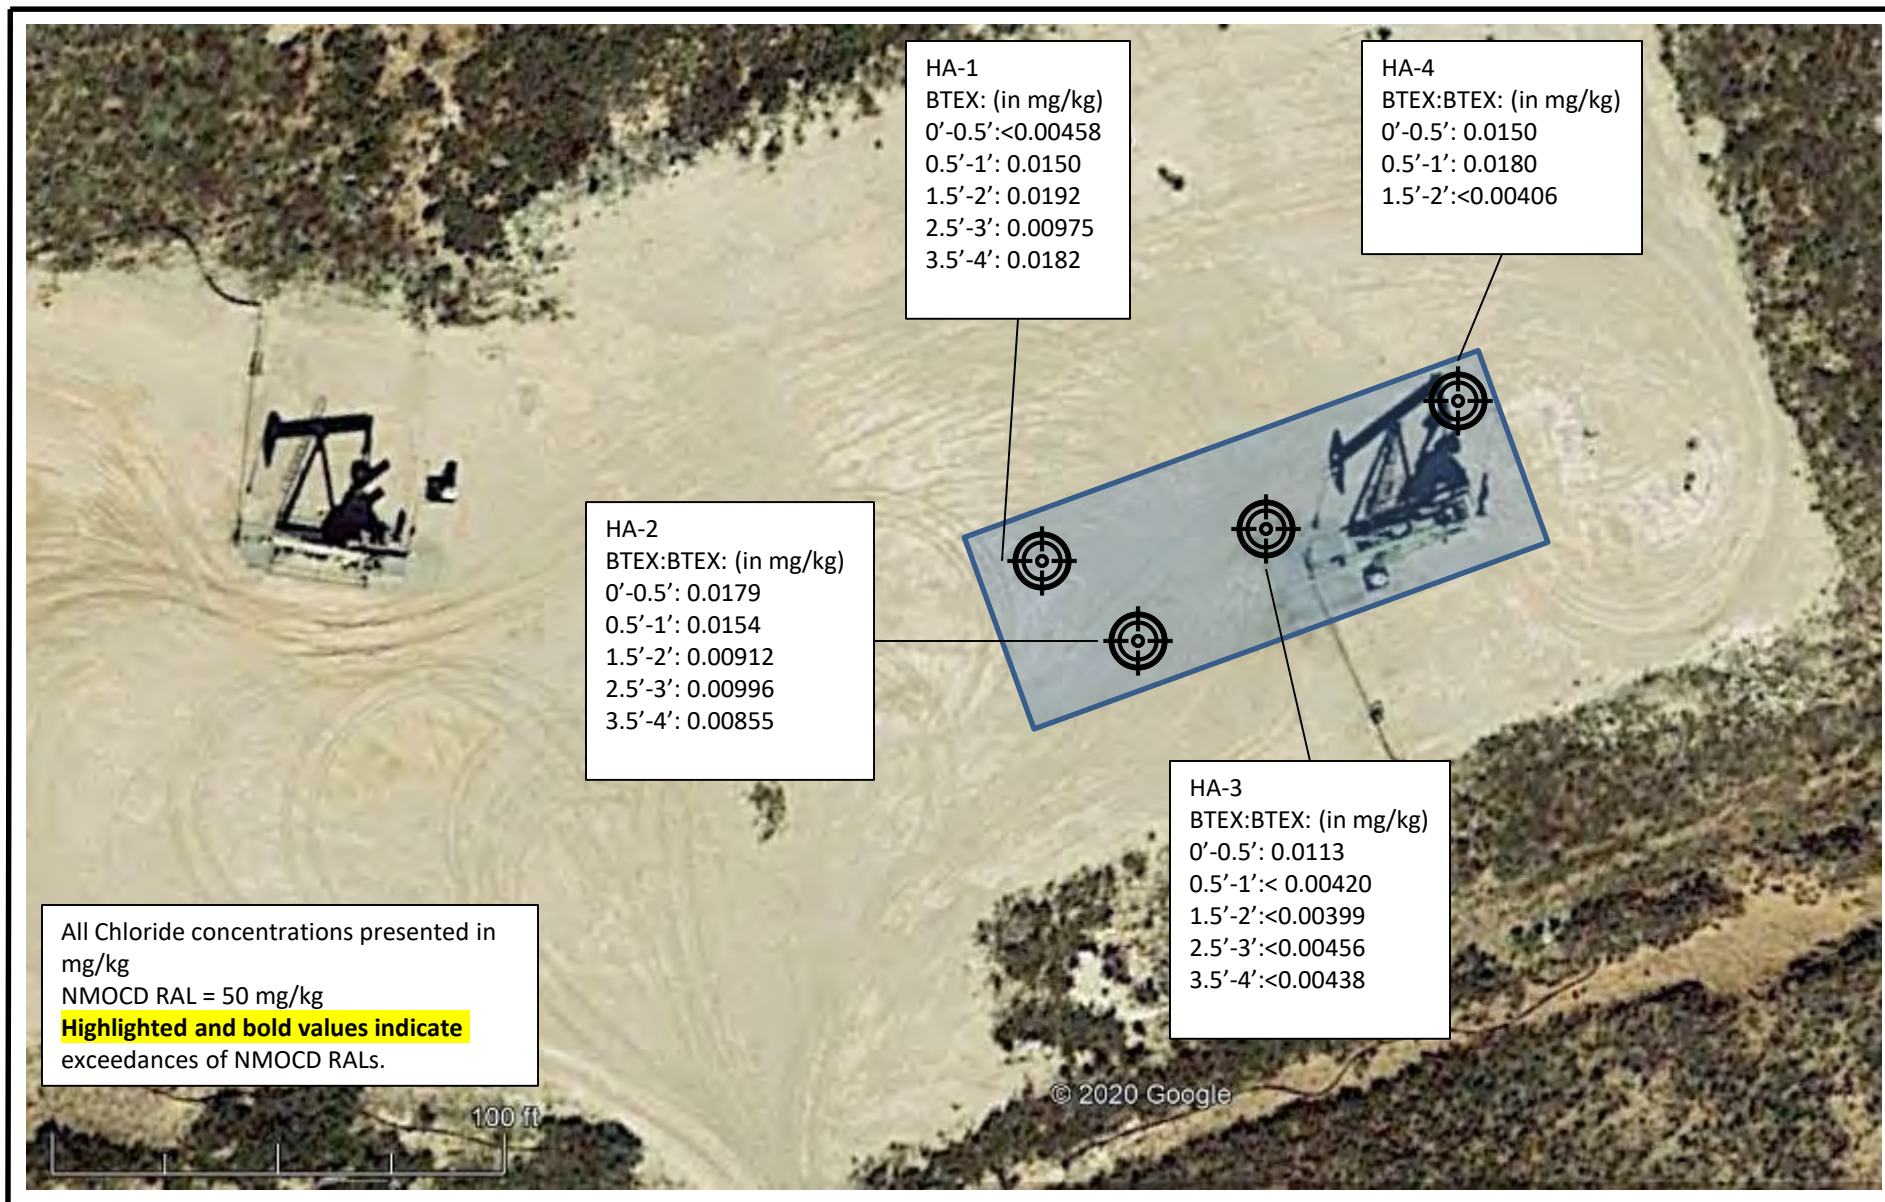 HA-1
BTEX: (in mg/kg)
0’-0.5’:<0.00458
0.5’-1’: 0.0150
1.5’-2’: 0.0192
2.5’-3’: 0.00975
3.5’-4’: 0.0182
HA-4
BTEX:BTEX: (in mg/kg)
0’-0.5’: 0.0150
0.5’-1’: 0.0180
1.5’-2’:<0.00406
HA-2
BTEX:BTEX: (in mg/kg)
0’-0.5’: 0.0179
0.5’-1’: 0.0154
1.5’-2’: 0.00912
2.5’-3’: 0.00996
3.5’-4’: 0.00855
HA-3
BTEX:BTEX: (in mg/kg)
0’-0.5’: 0.0113
0.5’-1’:< 0.00420
1.5’-2’:<0.00399
2.5’-3’:<0.00456
3.5’-4’:<0.00438
All Chloride concentrations presented in
mg/kg
NMOCD RAL = 50 mg/kg
Highlighted and bold values indicate
exceedances of NMOCD RALs.
© 2020 Google
100 ft